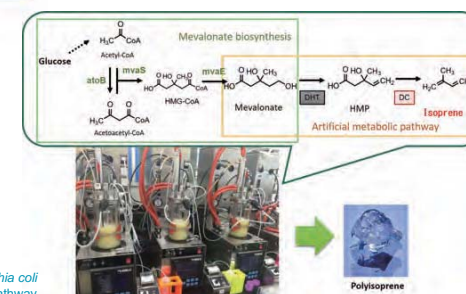 Mevalonate biosynthesis
Glucose
Acetyl-CoA
atoB
mvaS
mvaE
HMG-CoA
Mevalonate
DHT
HMP
DC
Isoprene
Acetoacetyl-CoA
Artificial metabolic pathway
Polyisoprene
hia coli
athway